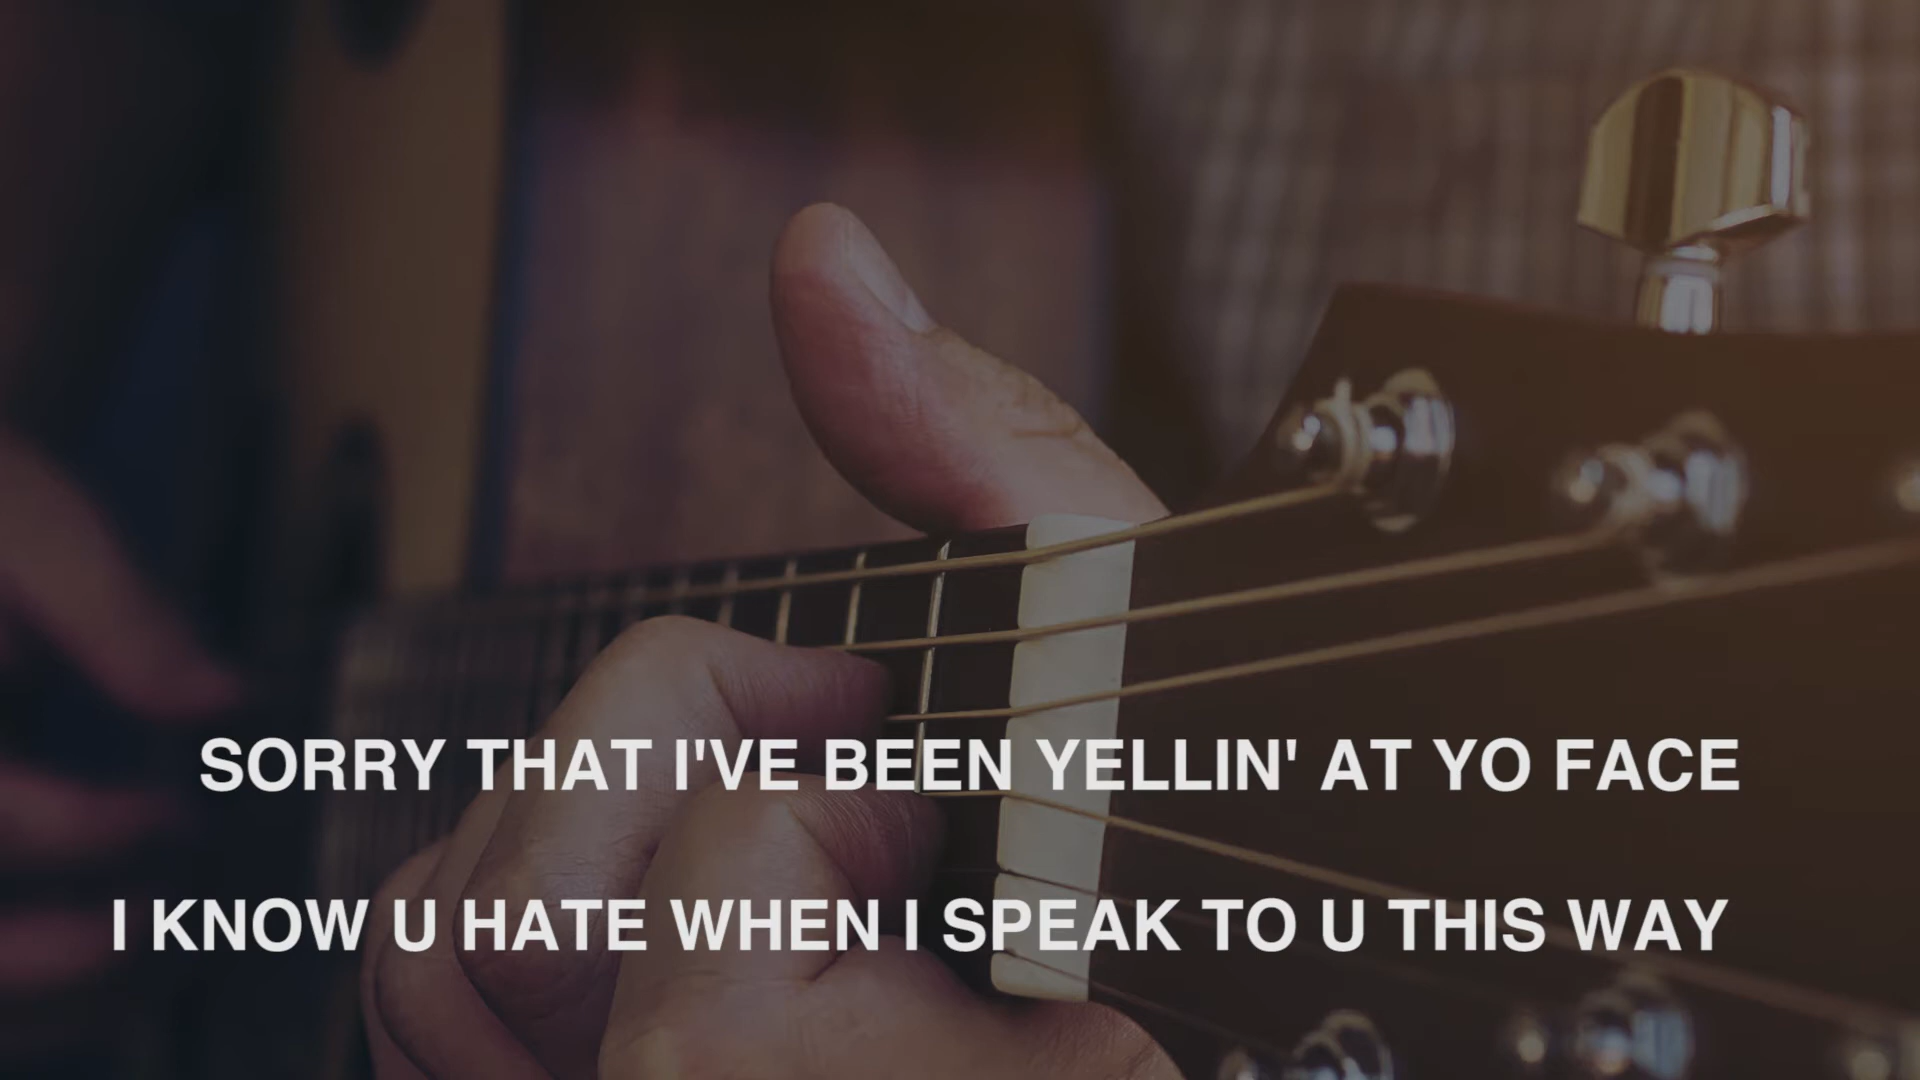 SORRY THAT I'VE BEEN YELLIN' AT YO FACE
I KNOW U HATE WHEN I SPEAK TO U THIS WAY